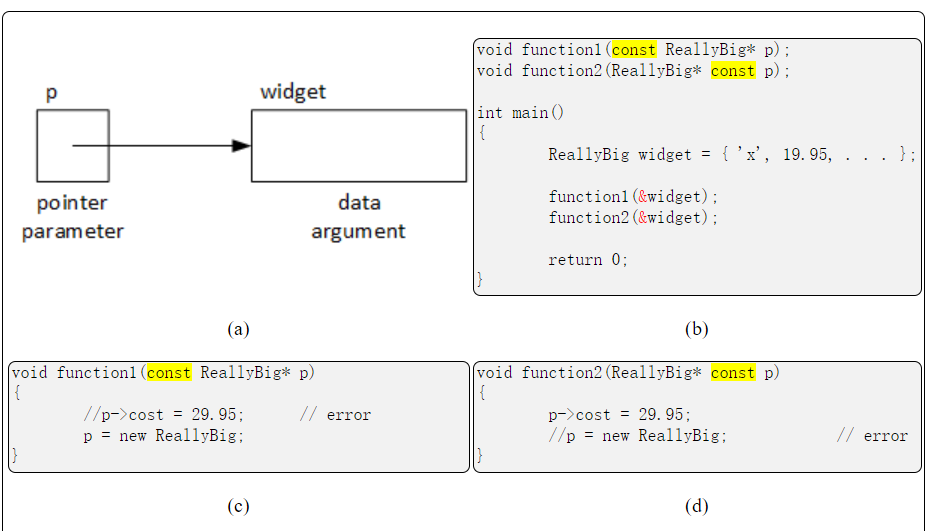 p
widget
pointer
parameter
data
argument
(a)
void function1(const ReallyBig* p);
void function2(ReallyBig* const p);
int main()
{
ReallyBig widget = { 'x', 19.95, . . . };
function1(&widget);
function2(&widget);
return 0;
}
(b)
void function1(const ReallyBig* p)
{
//p->cost = 29.95; // error
p = new ReallyBig;
}
(c)
void function2(ReallyBig* const p)
{
p->cost = 29.95;
//p = new ReallyBig; // error
}
(d)